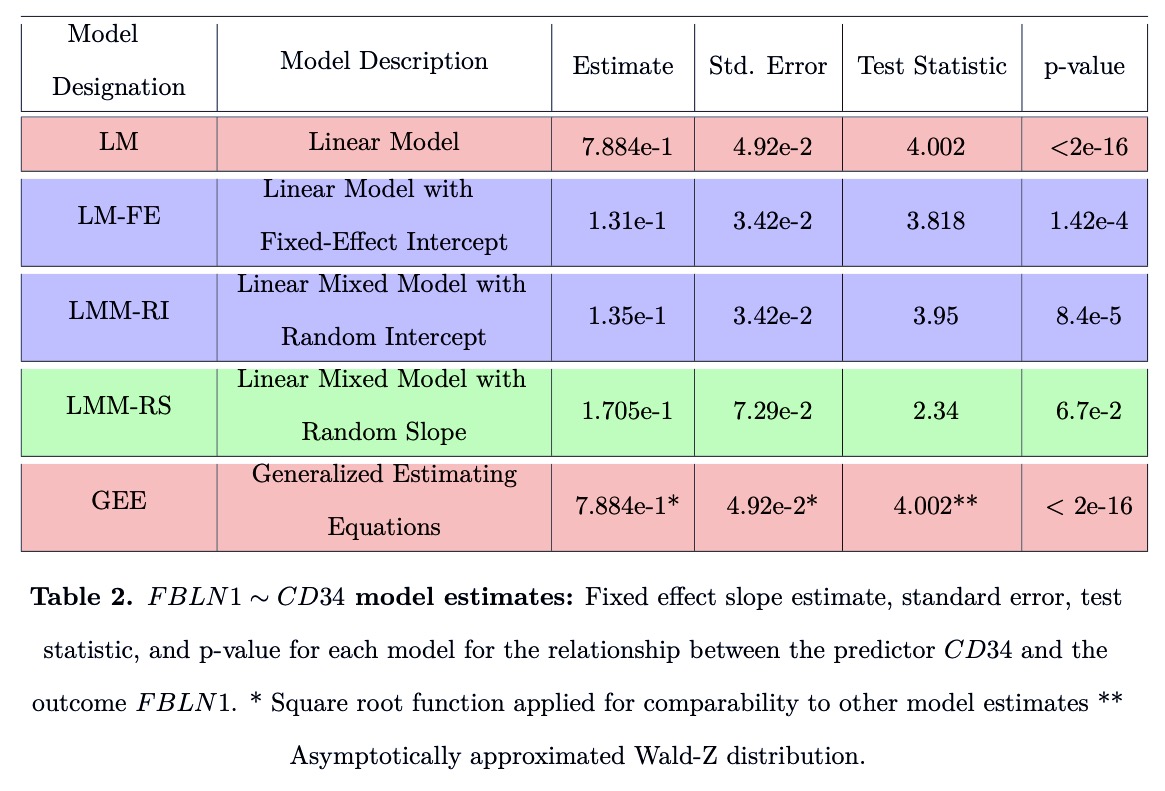 Model Designation | Model Description | Estimate | Std. Error | Test Statistic | p-value
LM | Linear Model | 7.884e-1 | 4.92e-2 | 4.002 | <2e-16
LM-FE | Linear Model with Fixed-Effect Intercept | 1.31e-1 | 3.42e-2 | 3.818 | 1.42e-4
LMM-RI | Linear Mixed Model with Random Intercept | 1.35e-1 | 3.42e-2 | 3.95 | 8.4e-5
LMM-RS | Linear Mixed Model with Random Slope | 1.705e-1 | 7.29e-2 | 2.34 | 6.7e-2
GEE | Generalized Estimating Equations | 7.884e-1* | 4.92e-2* | 4.002** | < 2e-16
Table 2. FBLN1 ∼ CD34 model estimates: Fixed effect slope estimate, standard error, test
statistic, and p-value for each model for the relationship between the predictor CD34 and the
outcome FBLN1. * Square root function applied for comparability to other model estimates **
Asymptotically approximated Wald-Z distribution.